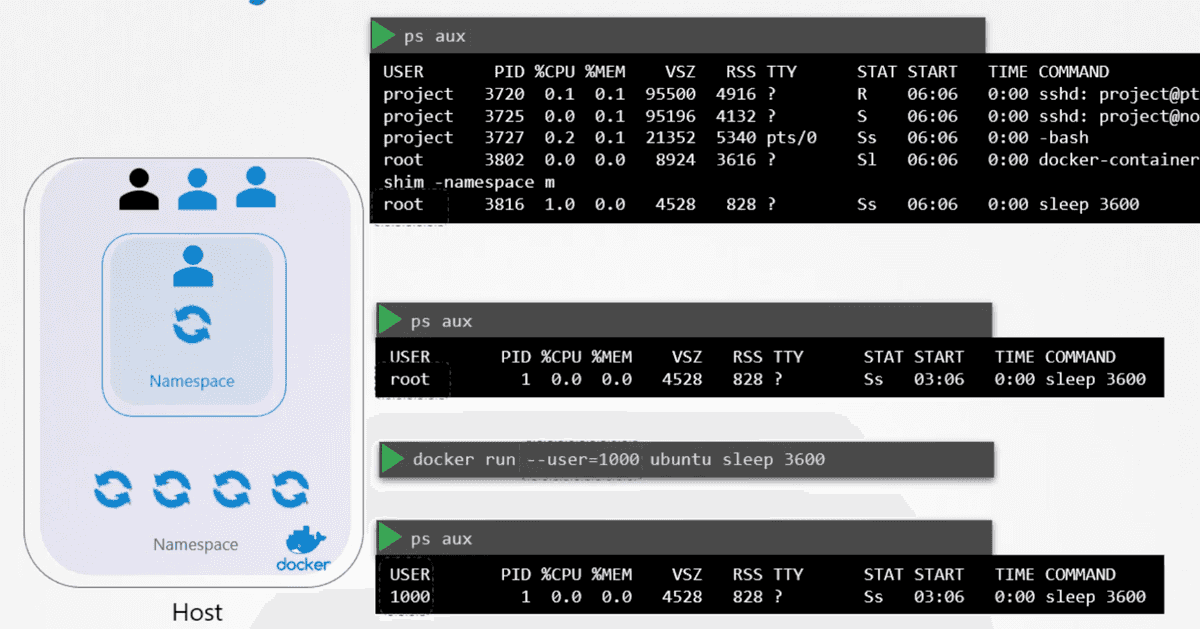 ps aux
USER PID %CPU %MEM VSZ RSS TTY STAT START TIME COMMAND
project 3720 0.1 0.1 95500 4916 ? R 06:06 0:00 sshd: project@pt
project 3725 0.0 0.1 95196 4132 ? S 06:06 0:00 sshd: project@no
project 3727 0.2 0.1 21352 5340 pts/0 Ss 06:06 0:00 -bash
root 3802 0.0 0.0 8924 3616 ? Sl 06:06 0:00 docker-container
shim -namespace m
root 3816 1.0 0.0 4528 828 ? Ss 06:06 0:00 sleep 3600
Namespace
Namespace
docker
Host
ps aux
USER PID %CPU %MEM VSZ RSS TTY STAT START TIME COMMAND
root 1 0.0 0.0 4528 828 ? Ss 03:06 0:00 sleep 3600
docker run --user=1000 ubuntu sleep 3600
ps aux
USER PID %CPU %MEM VSZ RSS TTY STAT START TIME COMMAND
1000 1 0.0 0.0 4528 828 ? Ss 03:06 0:00 sleep 3600